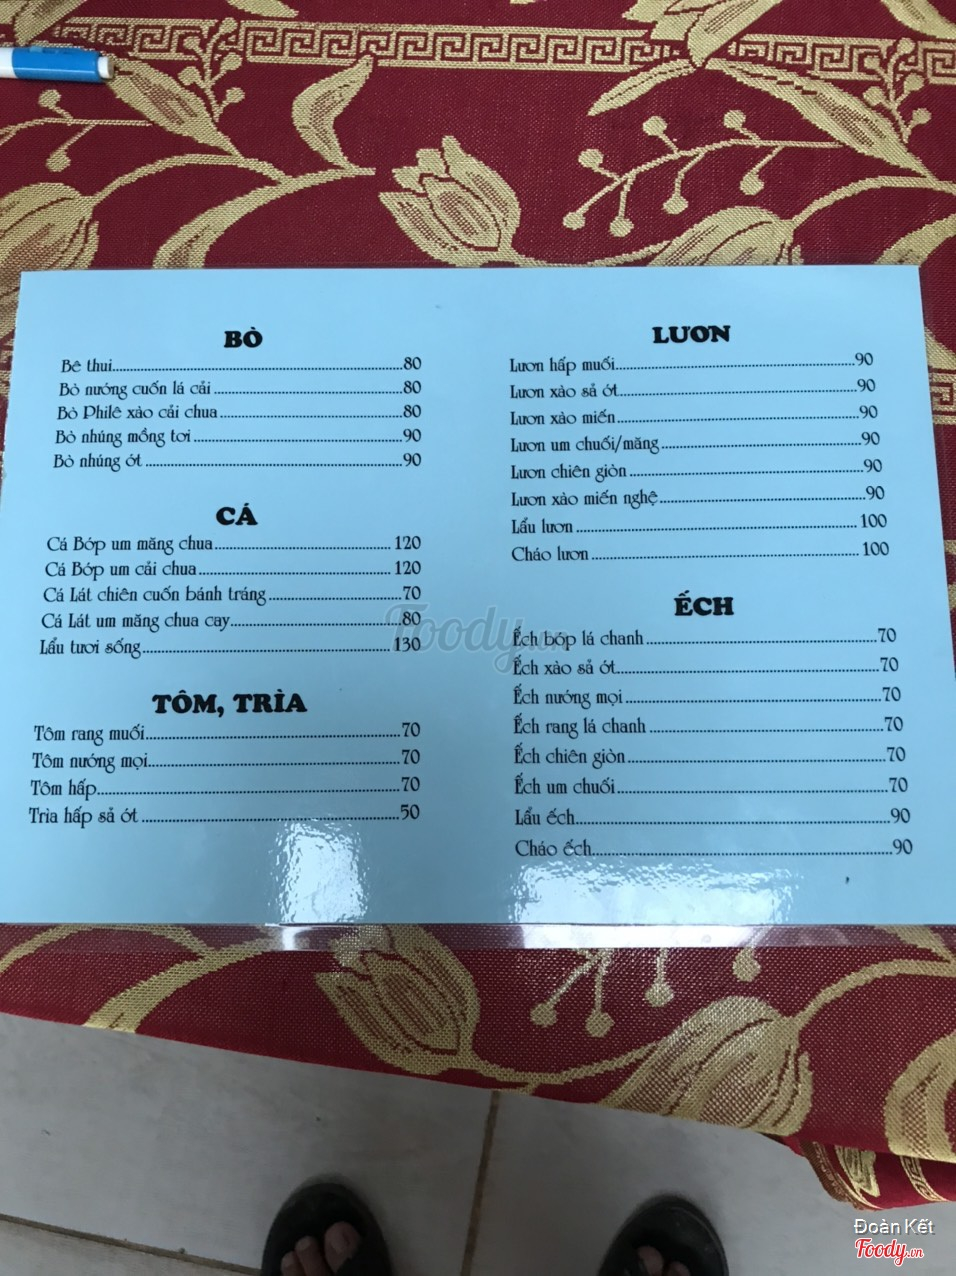 BÒ
Bê thui........80
Bò nướng cuốn lá cải........80
Bò Philê xào cải chua........80
Bò nhúng mồng tơi........90
Bò nhúng ớt........90
CÁ
Cá Bóp um măng chua........120
Cá Bóp um cải chua........120
Cá Lát chiên cuốn bánh tráng........70
Cá Lát um măng chua cay........80
Lẩu tươi sống........130
TÔM, TRÌA
Tôm rang muối........70
Tôm nướng mọi........70
Tôm hấp........70
Trìa hấp sả ớt........50
LƯƠN
Lươn hấp muối........90
Lươn xào sả ớt........90
Lươn xào miến........90
Lươn um chuối/măng........90
Lươn chiên giòn........90
Lươn xào miến nghệ........90
Lẩu lươn........100
Cháo lươn........100
ẾCH
Ếch bóp lá chanh........70
Ếch xào sả ớt........70
Ếch nướng mọi........70
Ếch rang lá chanh........70
Ếch chiên giòn........70
Ếch um chuối........70
Lẩu ếch........90
Cháo ếch........90
Foody.vn
Đoàn Kết
Foody.vn